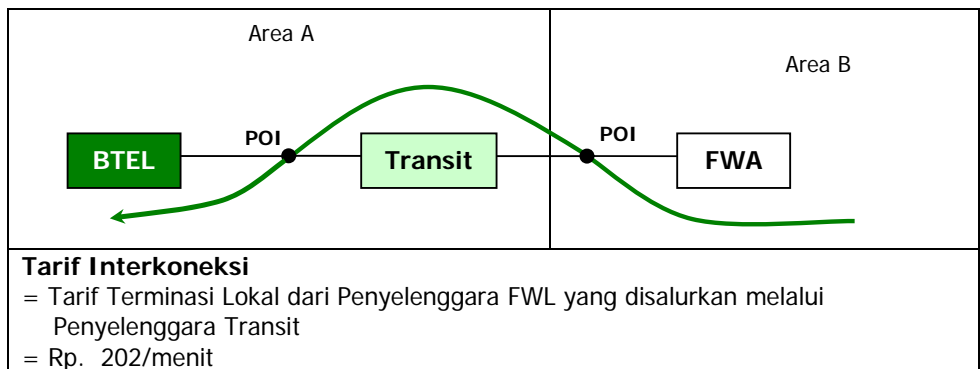 Area A
Area B
POI
POI
BTEL
Transit
FWA
Tarif Interkoneksi
= Tarif Terminasi Lokal dari Penyelenggara FWL yang disalurkan melalui
Penyelenggara Transit
= Rp. 202/menit